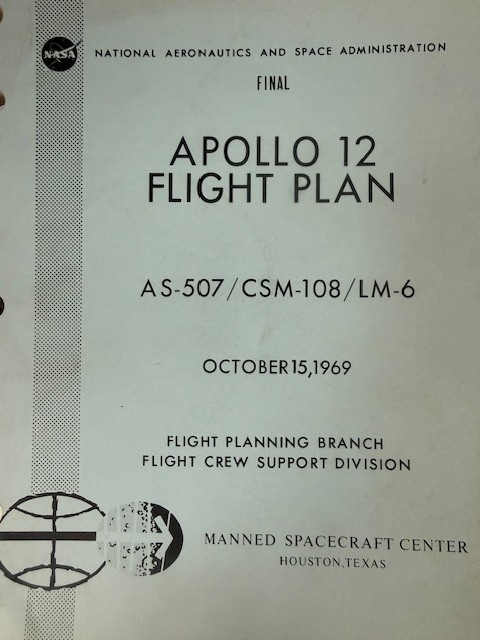 NASA
NATIONAL AERONAUTICS AND SPACE ADMINISTRATION
FINAL
APOLLO 12
FLIGHT PLAN
AS-507/CSM-108/LM-6
OCTOBER 15, 1969
FLIGHT PLANNING BRANCH
FLIGHT CREW SUPPORT DIVISION
MANNED SPACECRAFT CENTER
HOUSTON, TEXAS